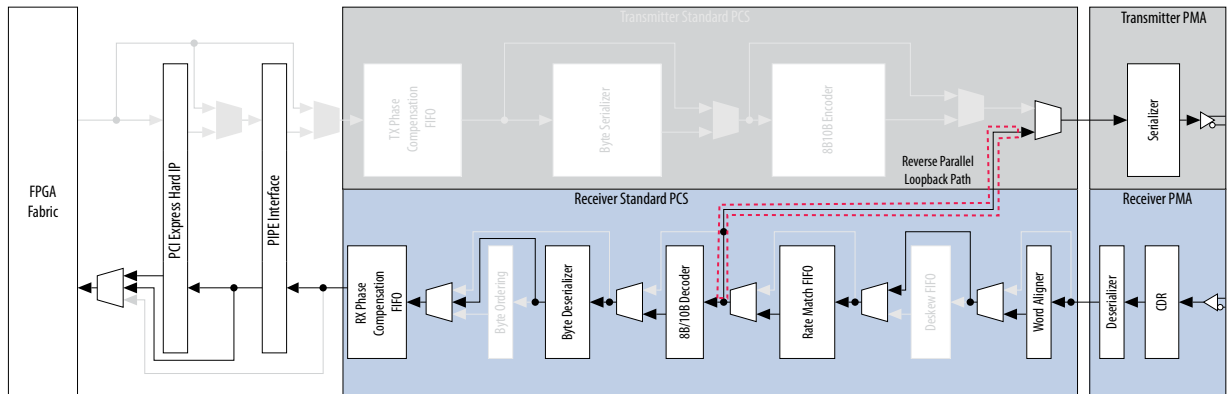 Transmitter Standard PCS
Transmitter PMA
FPGA
Fabric
PCI Express Hard IP
PIPE Interface
TX Phase
Compensation
FIFO
Byte Serializer
8B10B Encoder
Serializer
Reverse Parallel
Loopback Path
Receiver Standard PCS
Receiver PMA
RX Phase
Compensation
FIFO
Byte Ordering
Byte Deserializer
8B/10B Decoder
Rate Match FIFO
Deskew FIFO
Word Aligner
Deserializer
CDR